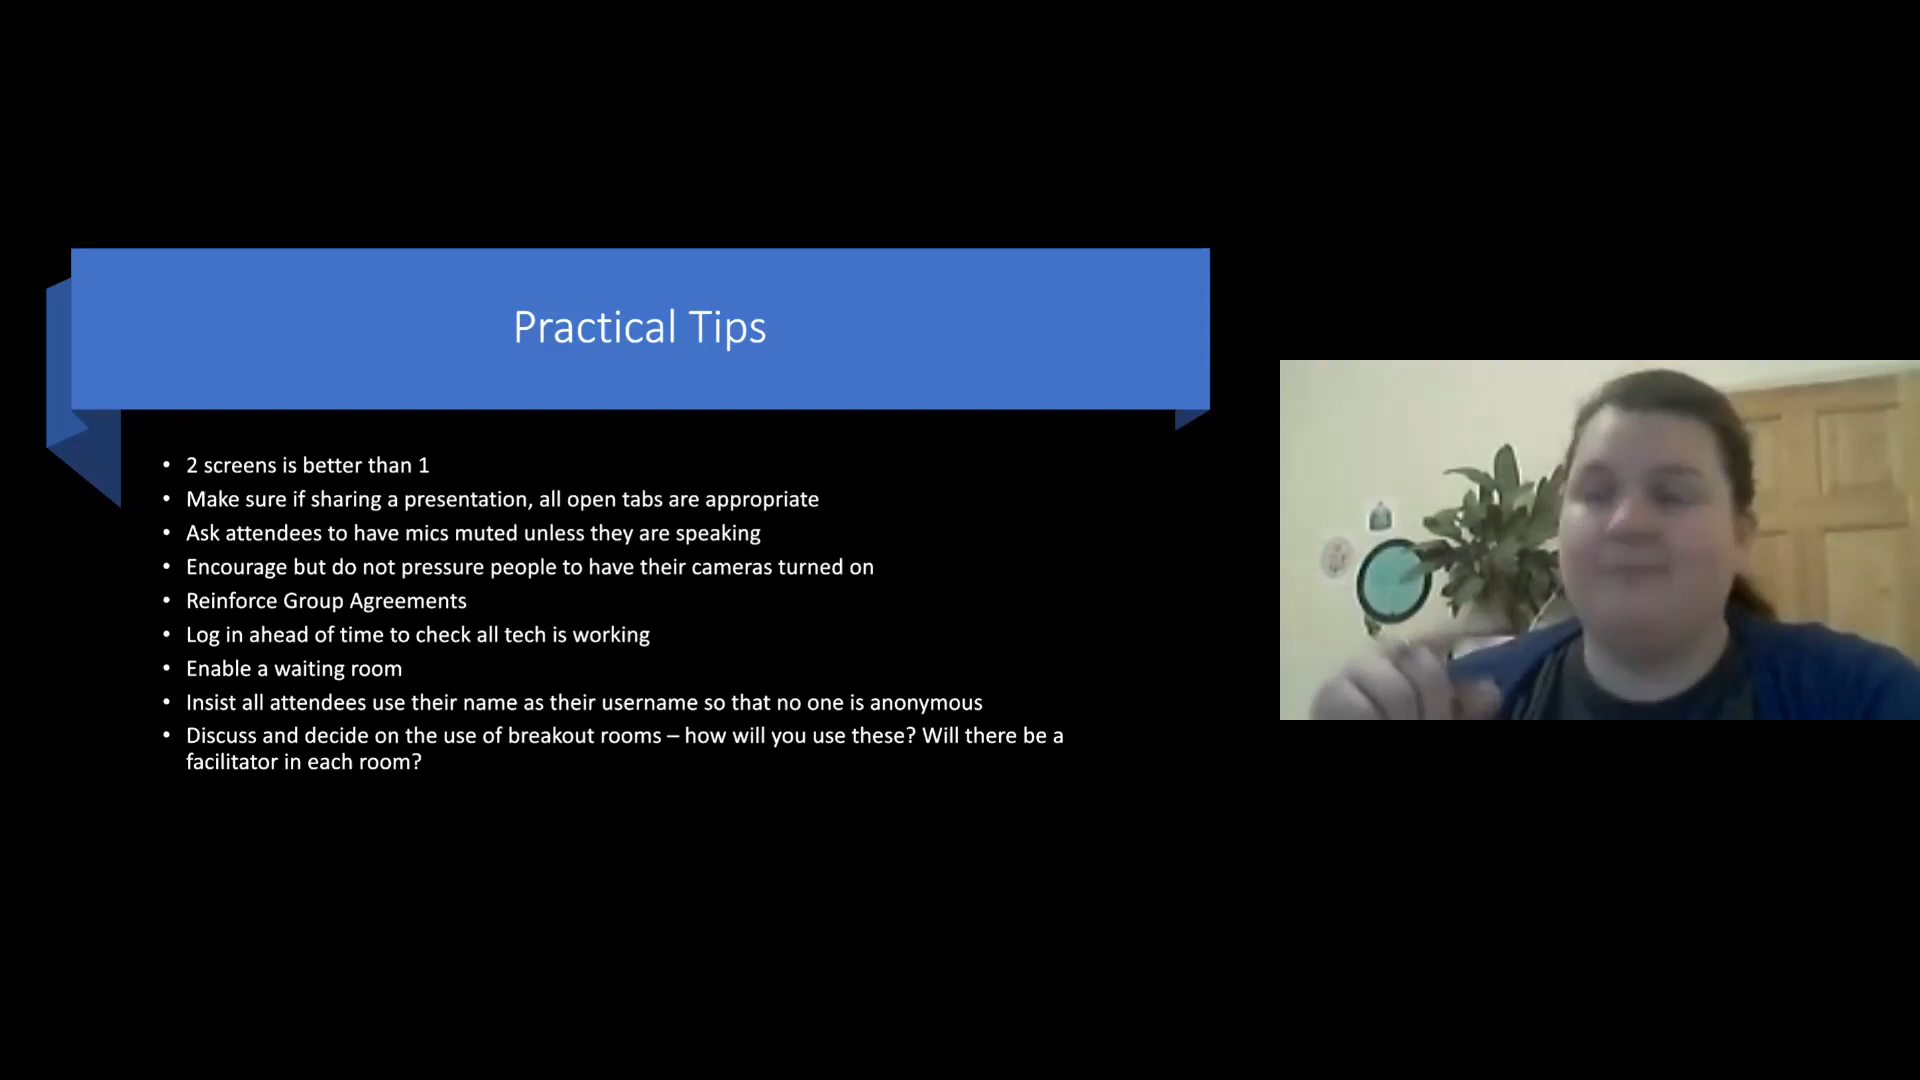 Practical Tips
• 2 screens is better than 1
• Make sure if sharing a presentation, all open tabs are appropriate
• Ask attendees to have mics muted unless they are speaking
• Encourage but do not pressure people to have their cameras turned on
• Reinforce Group Agreements
• Log in ahead of time to check all tech is working
• Enable a waiting room
• Insist all attendees use their name as their username so that no one is anonymous
• Discuss and decide on the use of breakout rooms – how will you use these? Will there be a
facilitator in each room?